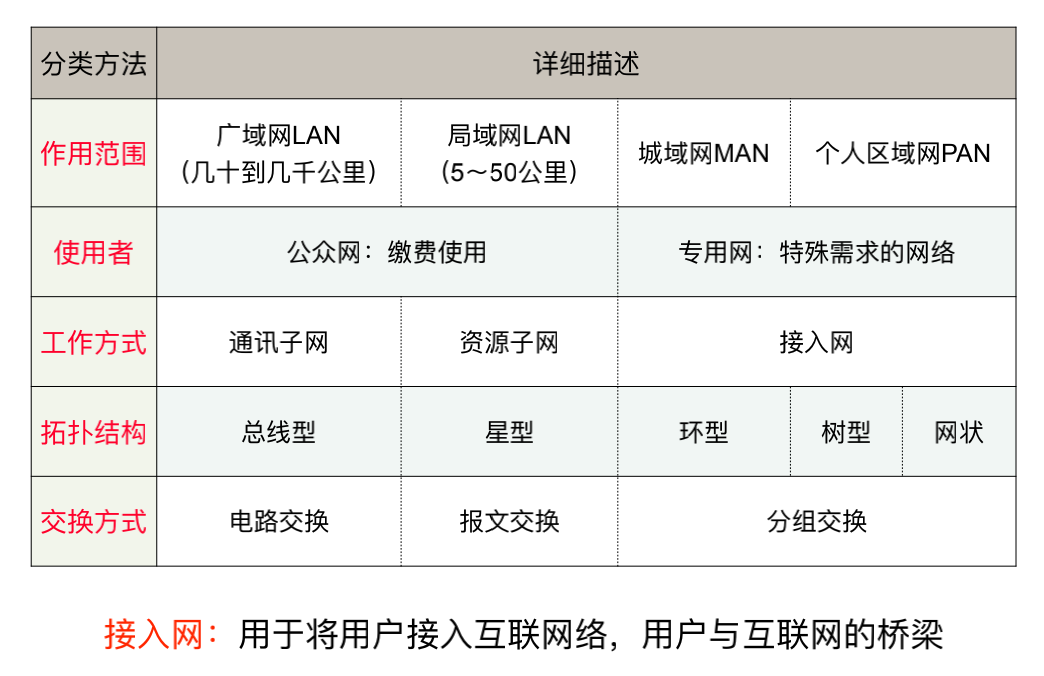 分类方法 详细描述
作用范围 广域网LAN（几十到几千公里） 局域网LAN（5～50公里） 城域网MAN 个人区域网PAN
使用者 公众网：缴费使用 专用网：特殊需求的网络
工作方式 通讯子网 资源子网 接入网
拓扑结构 总线型 星型 环型 树型 网状
交换方式 电路交换 报文交换 分组交换
接入网：用于将用户接入互联网络，用户与互联网的桥梁